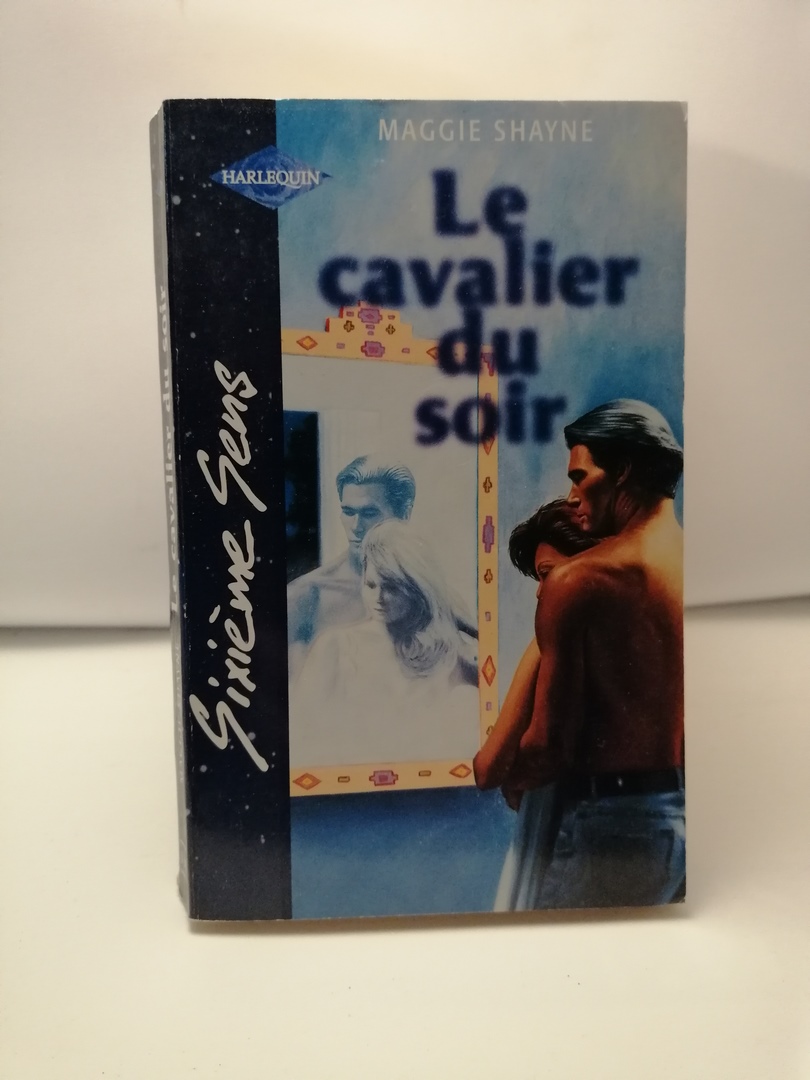 MAGGIE SHAYNE
HARLEQUIN
Le
cavalier
du
soir
Sixième Sens
Le cavalier du soir